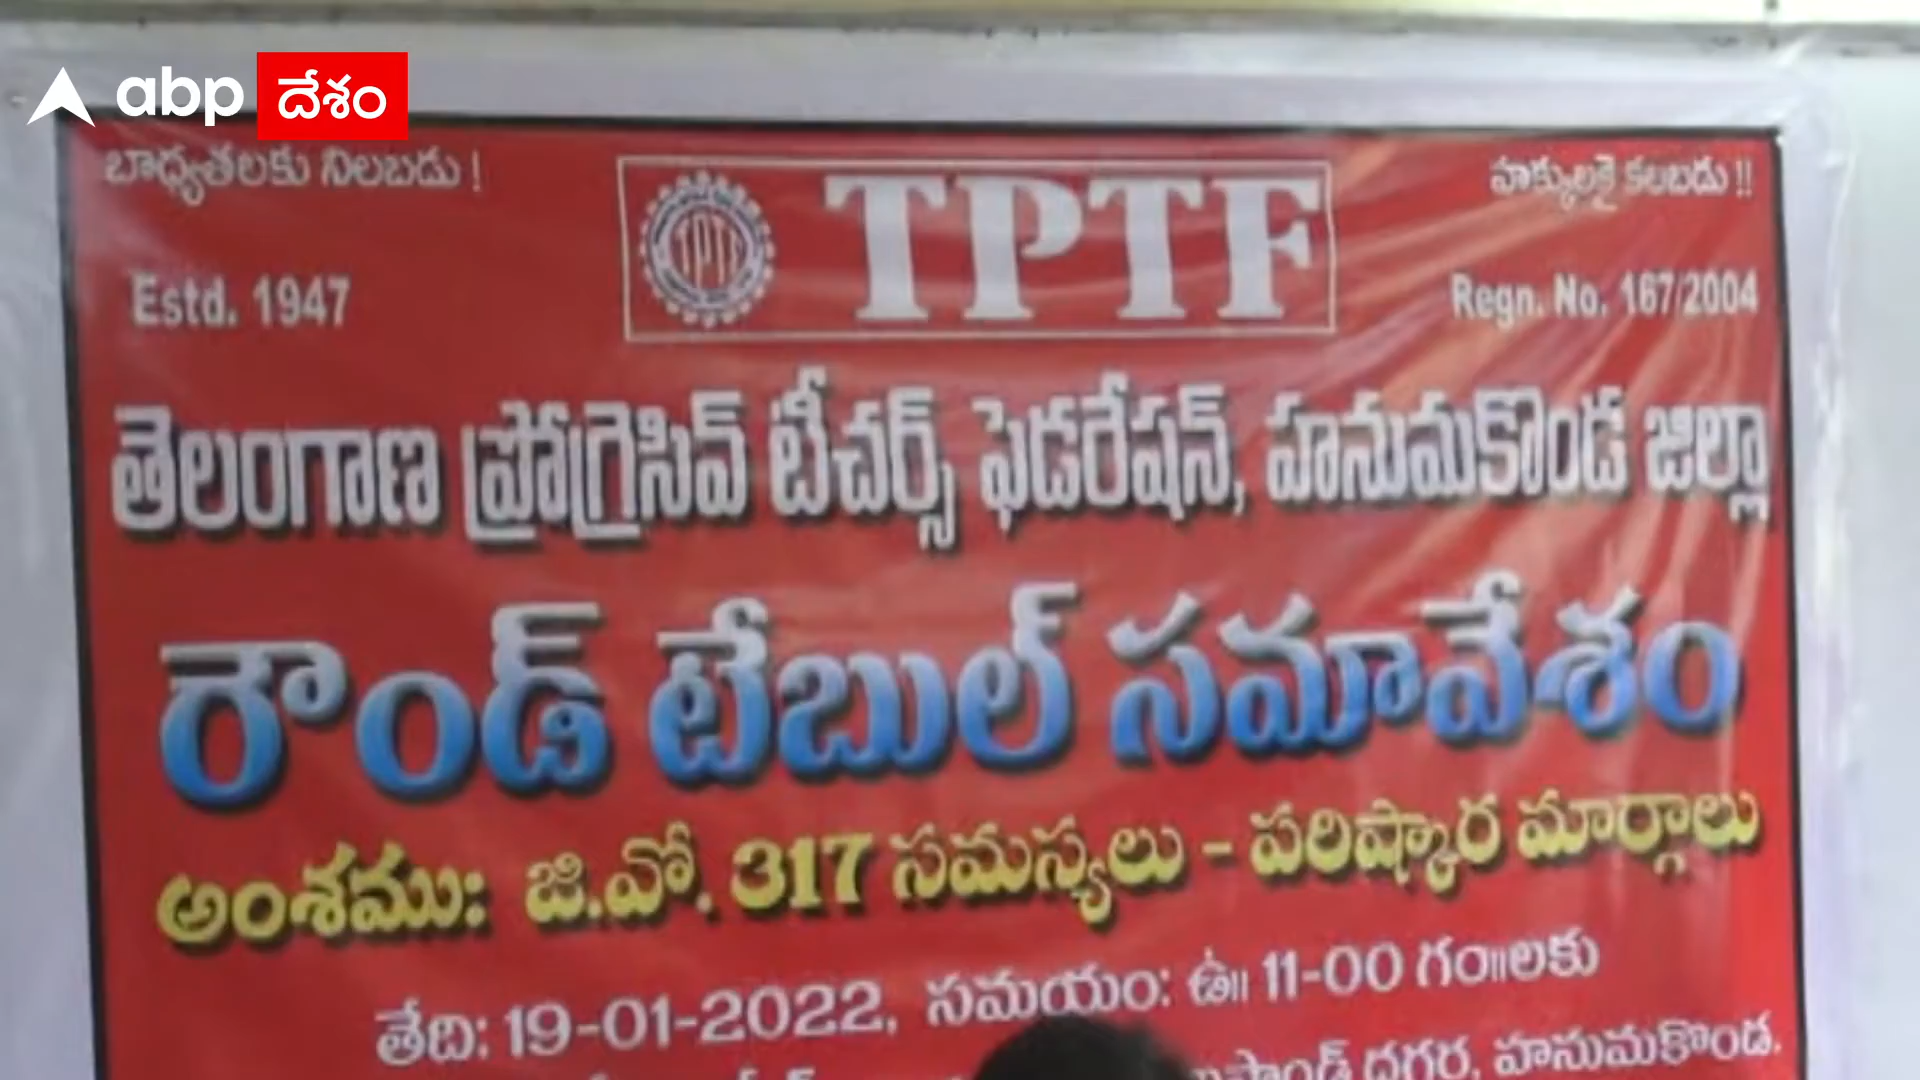 abp దేశం
బాధ్యతలకు నిలబడు !
హక్కులకై కలబడు !!
TPTF
TPTF
Estd. 1947
Regn. No. 167/2004
తెలంగాణ ప్రోగ్రెసివ్ టీచర్స్ ఫెడరేషన్, హనుమకొండ జిల్లా
రౌండ్ టేబుల్ సమావేశం
అంశము: జి.వో. 317 సమస్యలు - పరిష్కార మార్గాలు
తేది: 19-01-2022, సమయం: ఉ॥ 11-00 గం॥లకు
దగ్గర, హనుమకొండ.